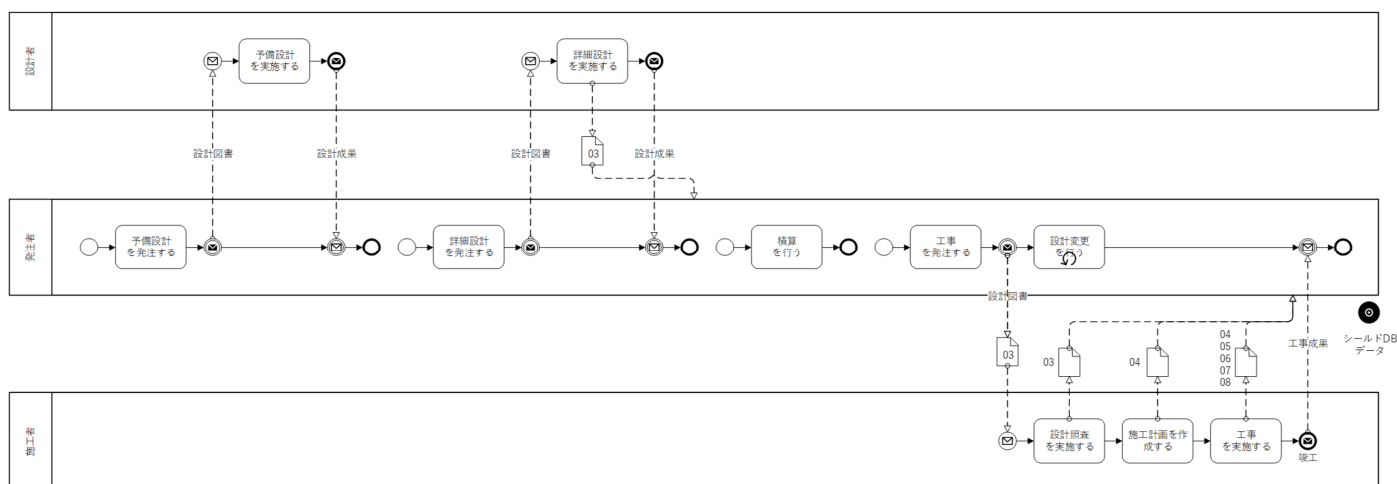 設計者
予備設計
を実施する
詳細設計
を実施する
設計図書
設計成果
設計図書
03
設計成果
発注者
予備設計
を発注する
詳細設計
を発注する
積算
を行う
工事
を発注する
設計変更
を行う
設計図書
シールドDB
データ
03
03
04
04
05
06
07
08
工事成果
施工者
設計照査
を実施する
施工計画を作
成する
工事
を実施する
竣工